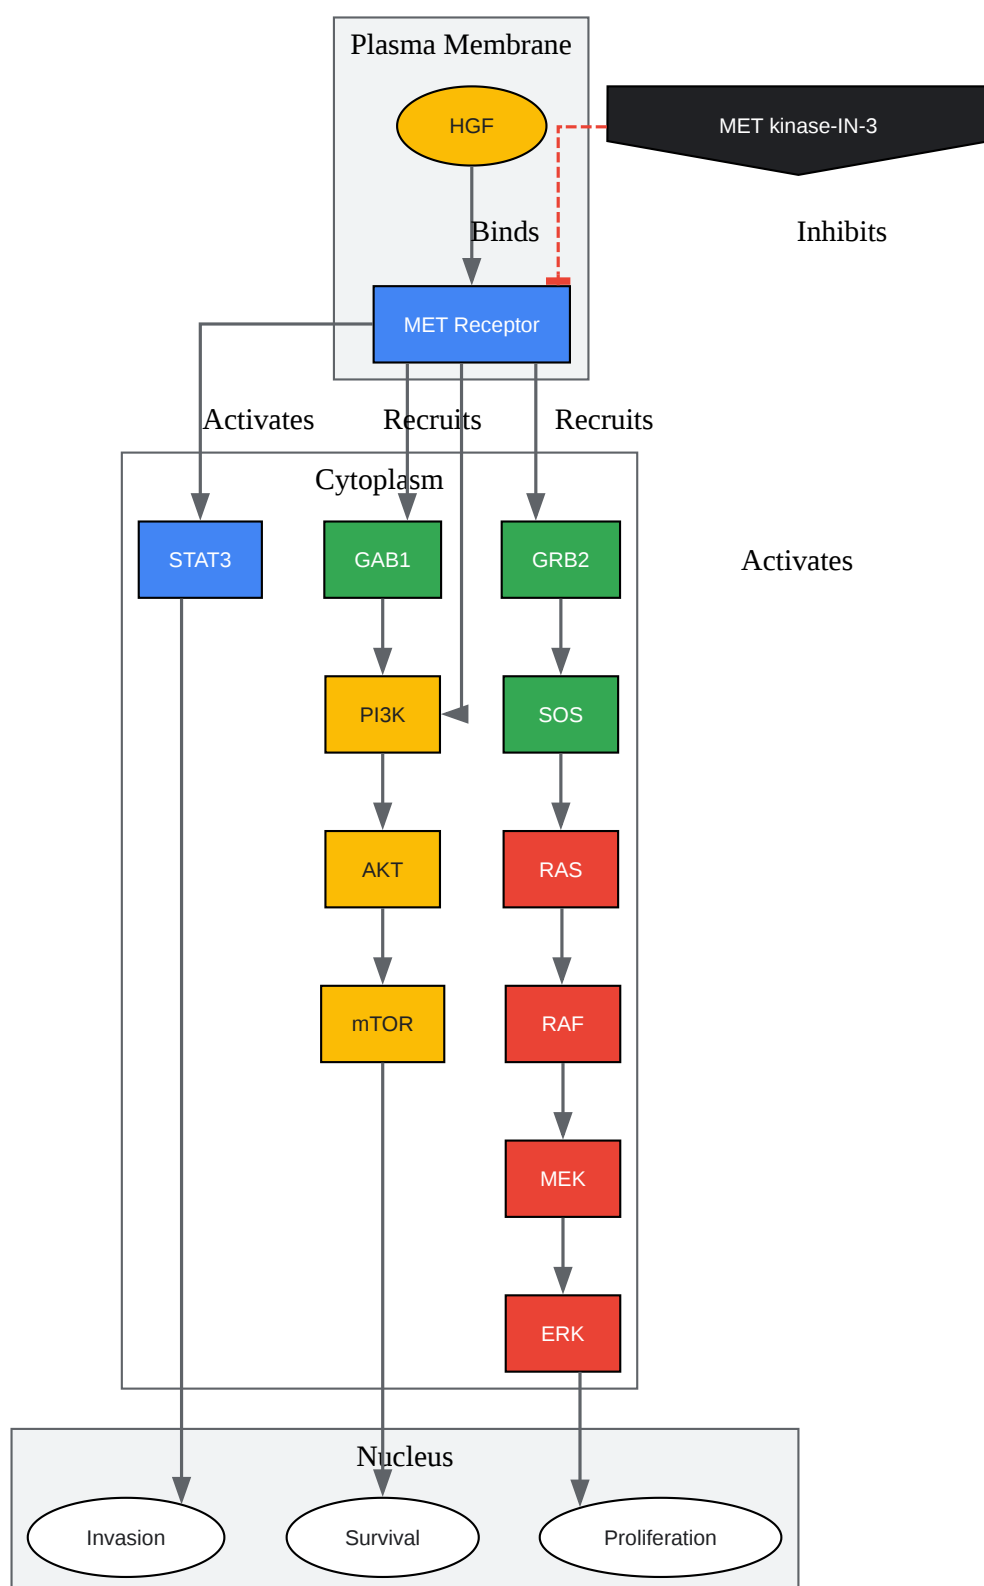 Plasma Membrane
HGF
MET kinase-IN-3
Binds
Inhibits
MET Receptor
Activates
Recruits
Recruits
Cytoplasm
STAT3
GAB1
GRB2
Activates
PI3K
SOS
AKT
RAS
mTOR
RAF
MEK
ERK
Nucleus
Invasion
Survival
Proliferation